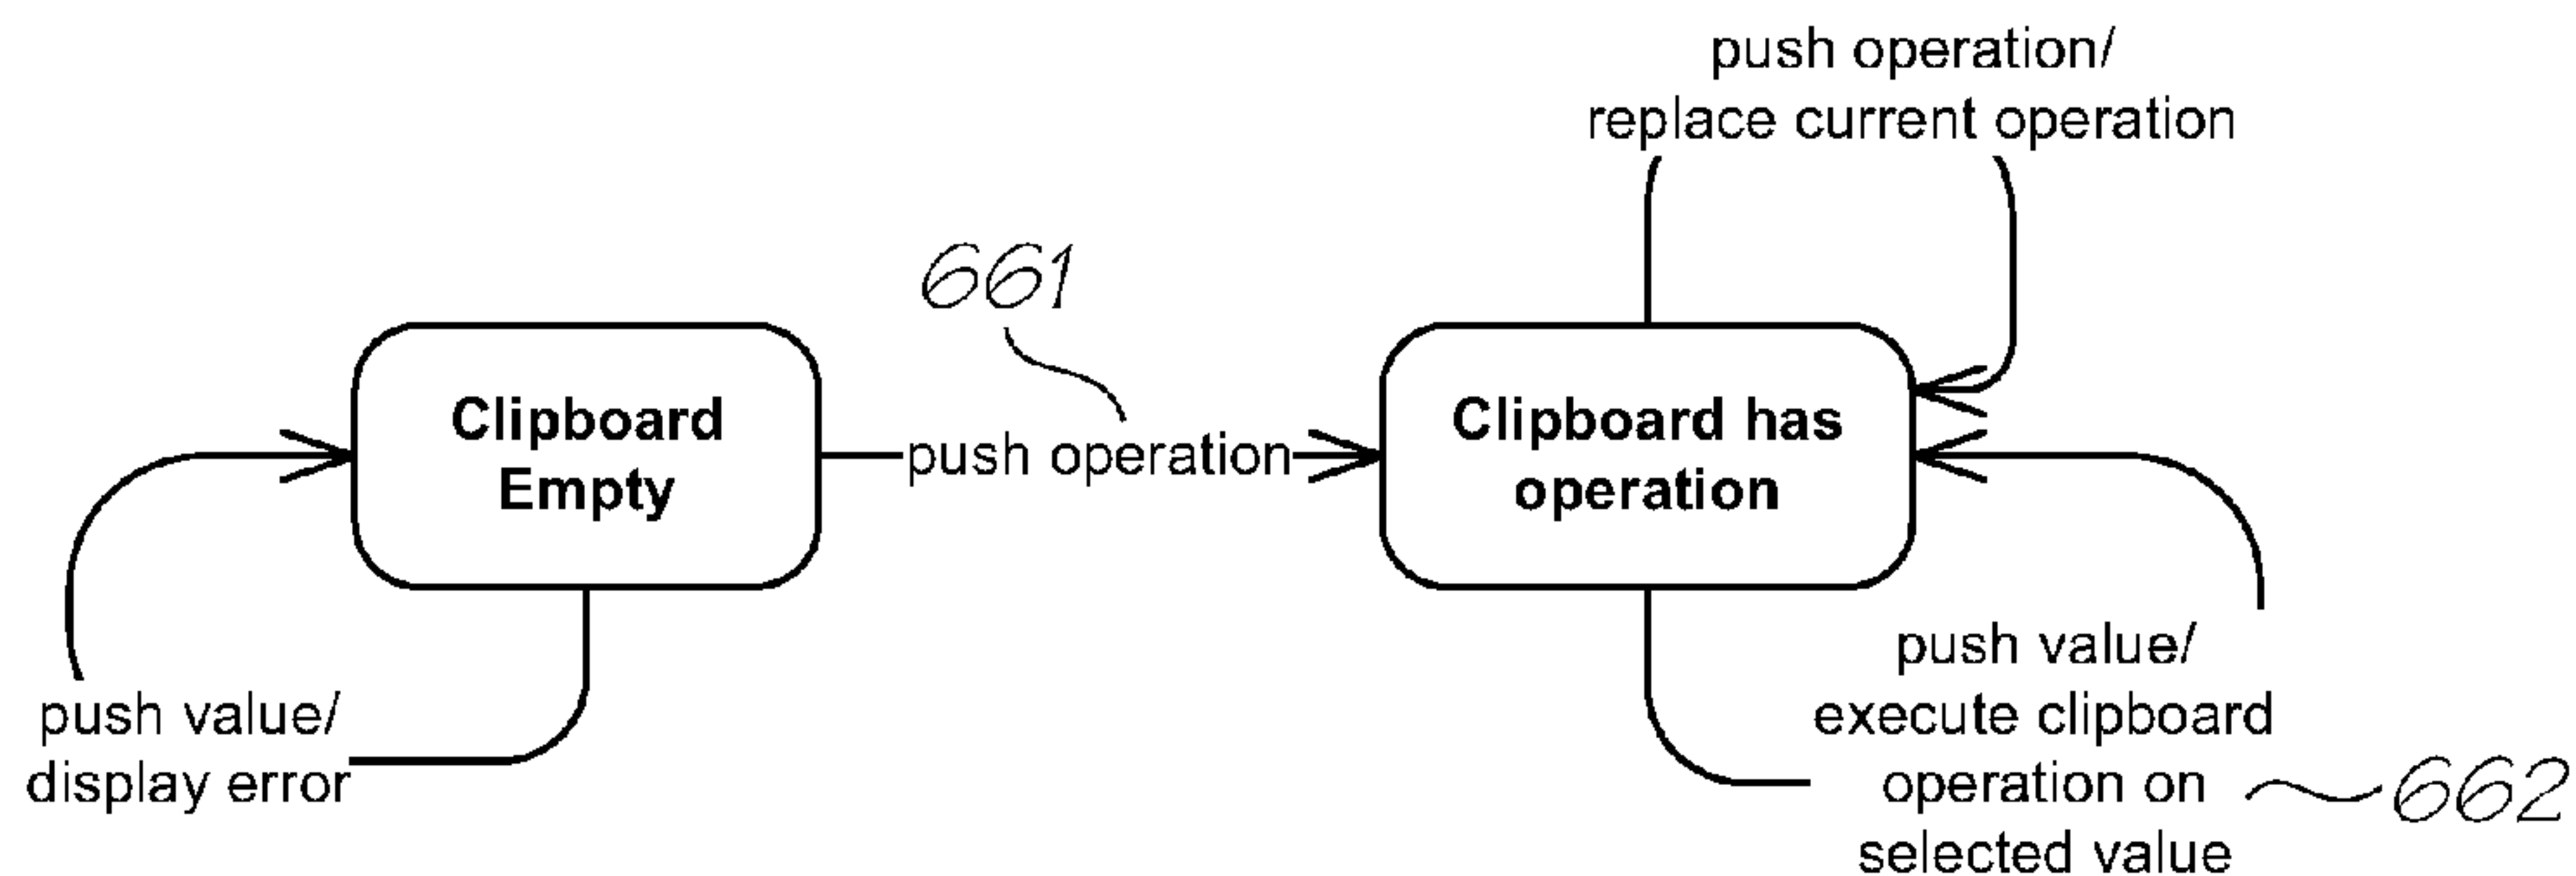 push operation/
replace current operation
661
Clipboard
Empty
push operation
Clipboard has
operation
push value/
display error
push value/
execute clipboard
operation on
selected value
662